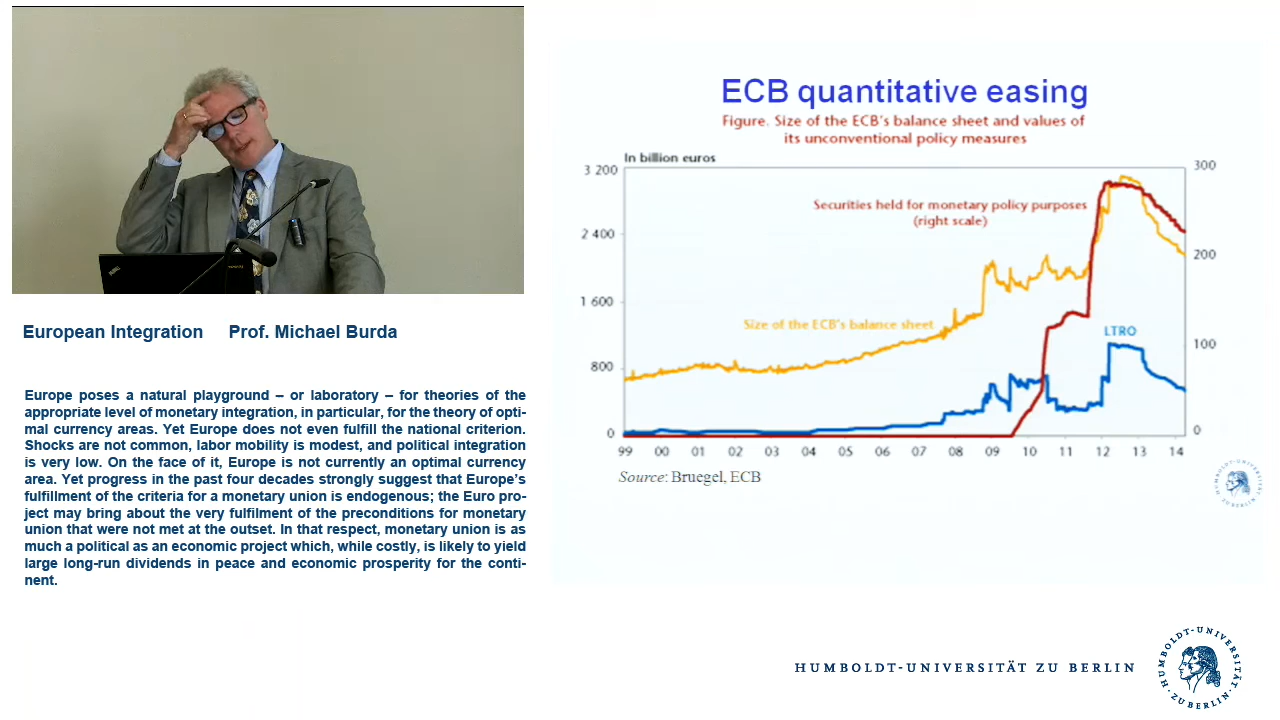 European Integration Prof. Michael Burda
Europe poses a natural playground – or laboratory – for theories of the
appropriate level of monetary integration, in particular, for the theory of opti-
mal currency areas. Yet Europe does not even fulfill the national criterion.
Shocks are not common, labor mobility is modest, and political integration
is very low. On the face of it, Europe is not currently an optimal currency
area. Yet progress in the past four decades strongly suggest that Europe's
fulfillment of the criteria for a monetary union is endogenous; the Euro pro-
ject may bring about the very fulfilment of the preconditions for monetary
union that were not met at the outset. In that respect, monetary union is as
much a political as an economic project which, while costly, is likely to yield
large long-run dividends in peace and economic prosperity for the conti-
nent.
ECB quantitative easing
Figure. Size of the ECB's balance sheet and values of
its unconventional policy measures
In billion euros
3 200
2 400
1 600
800
0
300
200
100
0
Securities held for monetary policy purposes
(right scale)
Size of the ECB's balance sheet
LTRO
99 00 01 02 03 04 05 06 07 08 09 10 11 12 13 14
Source: Bruegel, ECB
HUMBOLDT-UNIVERSITÄT ZU BERLIN
HUMBOLDT-UNIVERSITÄT
ZU BERLIN